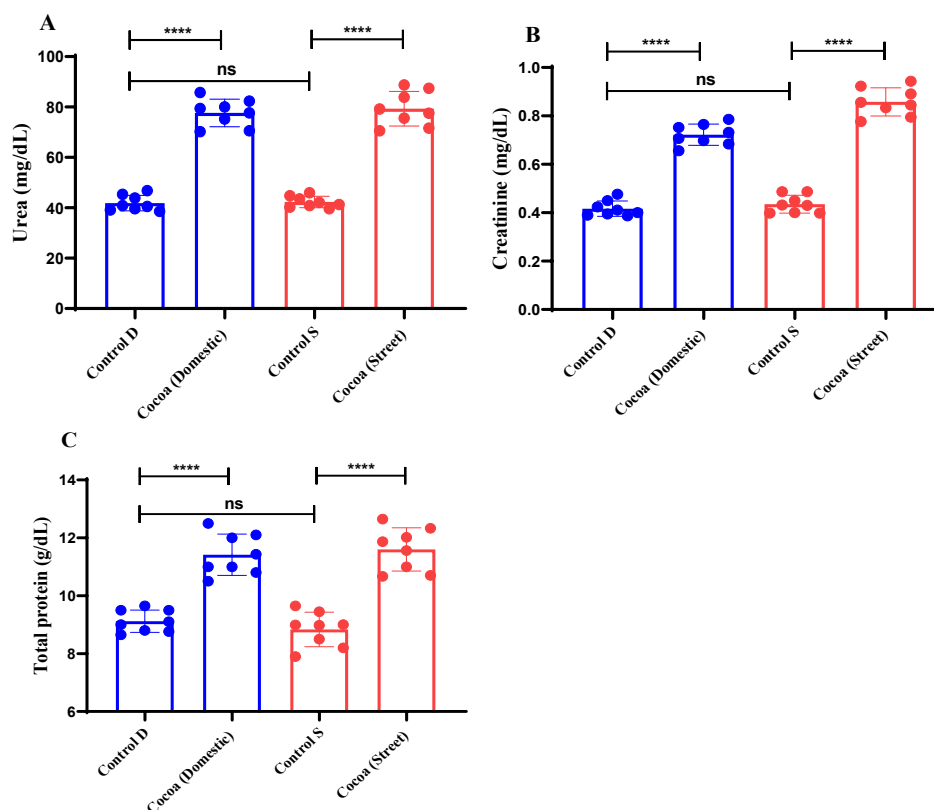 A
**** ****
ns
100
80
60
40
20
0
Urea (mg/dL)
Control D
Cocoa (Domestic)
Control S
Cocoa (Street)
B
**** ****
ns
1.0
0.8
0.6
0.4
0.2
0.0
Creatinine (mg/dL)
Control D
Cocoa (Domestic)
Control S
Cocoa (Street)
C
**** ****
ns
14
12
10
8
6
Total protein (g/dL)
Control D
Cocoa (Domestic)
Control S
Cocoa (Street)